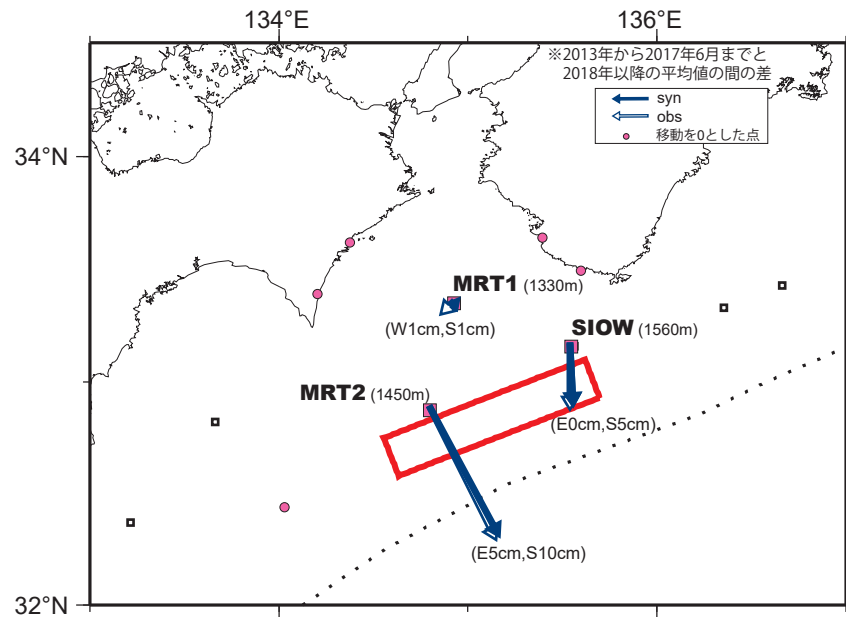 134°E
136°E
※2013年から2017年6月までと
2018年以降の平均値の間の差
syn
obs
移動を0とした点
34°N
MRT1 (1330m)
(W1cm,S1cm)
SIOW (1560m)
MRT2 (1450m)
(E0cm,S5cm)
(E5cm,S10cm)
32°N